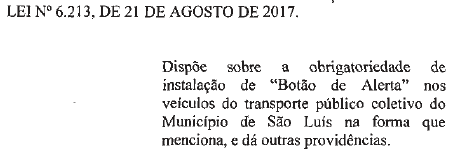 LEI Nº 6.213, DE 21 DE AGOSTO DE 2017.
Dispõe sobre a obrigatoriedade de
instalação de “Botão de Alerta” nos
veículos do transporte público coletivo do
Município de São Luís na forma que
menciona, e dá outras providências.